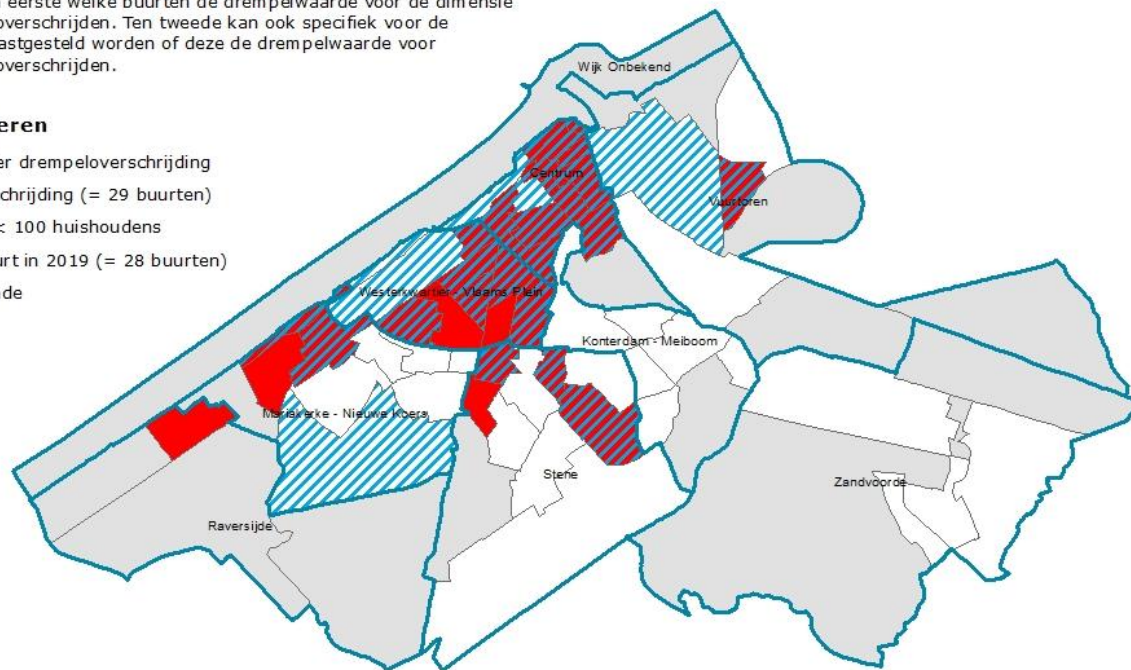 eerste welke buurten de drempelwaarde voor de dimensie
overschrijden. Ten tweede kan ook specifiek voor de
astgesteld worden of deze de drempelwaarde voor
overschrijden.
eren
er drempeloverschrijding
schrijding (= 29 buurten)
< 100 huishoudens
urt in 2019 (= 28 buurten)
de
Wijk Onbekend
Centrum
Vuurtoren
Westerkwartier - Vlaams Plein
Konterdam - Meiboom
Mariakerke - Nieuwe Koers
Stene
Zandvoorde
Raversijde